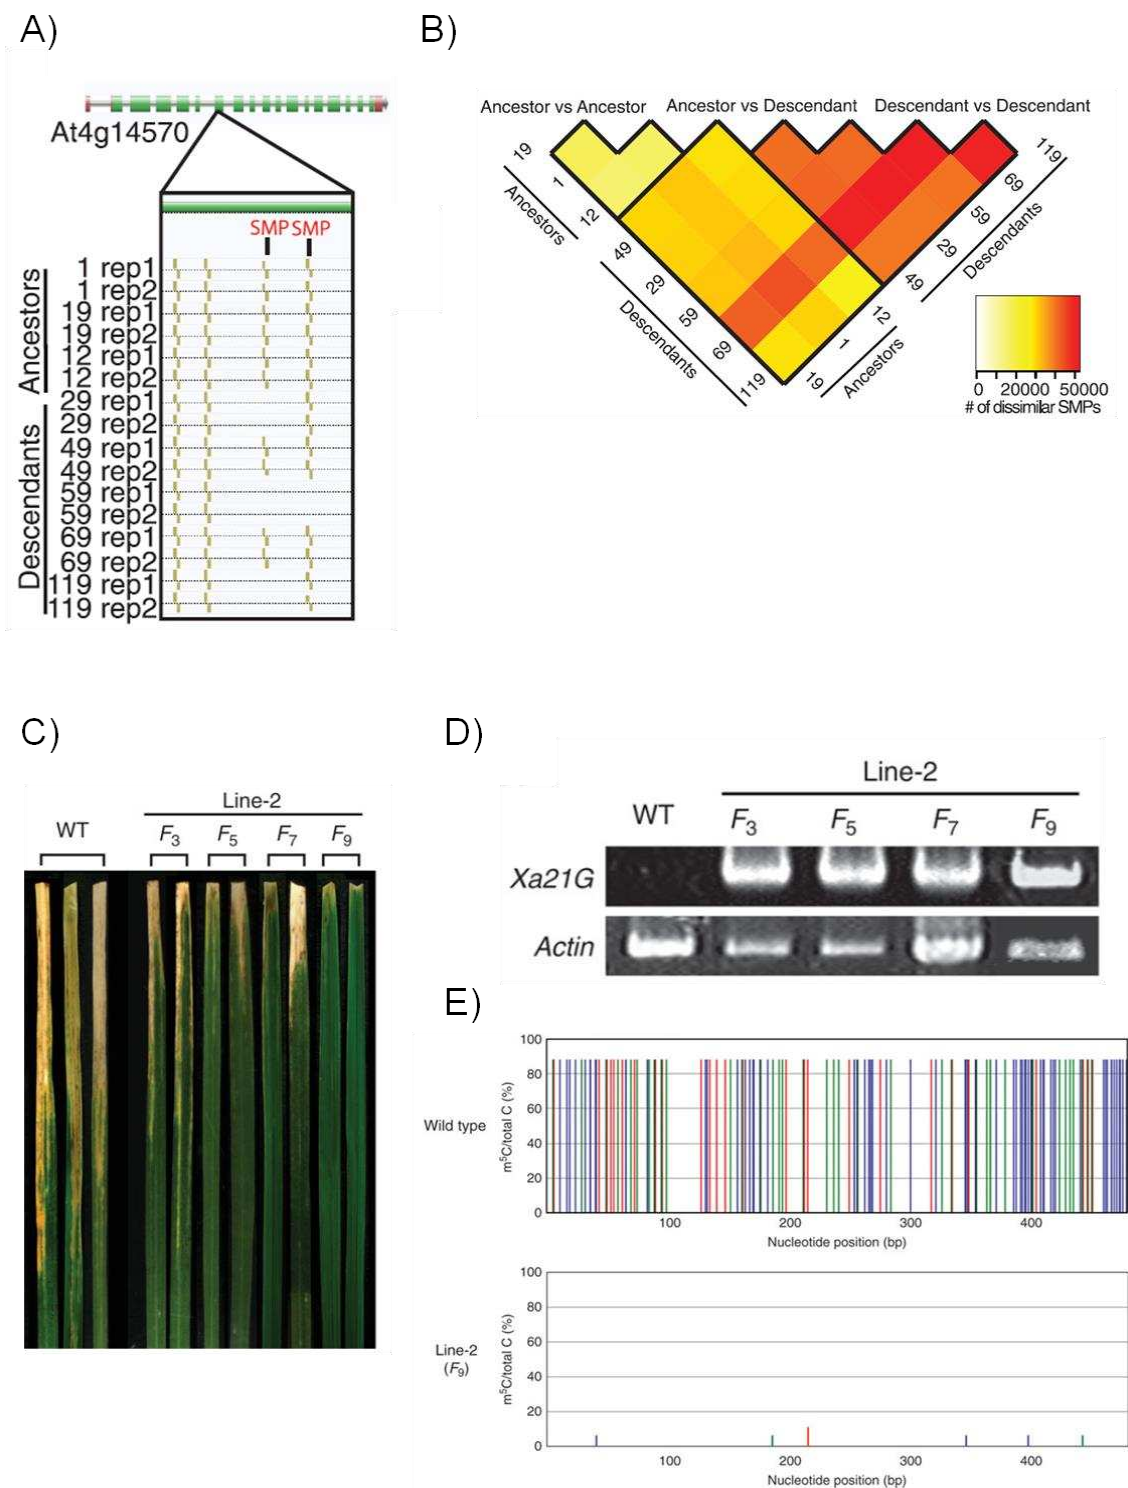 A)
At4g14570
SMP SMP
Ancestors
1 rep1
1 rep2
19 rep1
19 rep2
12 rep1
12 rep2
Descendants
29 rep1
29 rep2
49 rep1
49 rep2
59 rep1
59 rep2
69 rep1
69 rep2
119 rep1
119 rep2
B)
Ancestor vs Ancestor Ancestor vs Descendant Descendant vs Descendant
19
1
12
Ancestors
49
29
59
69
119
Descendants
119
69
59
29
49
Descendants
12
1
19
Ancestors
0 20000 50000
# of dissimilar SMPs
C)
Line-2
WT F3 F5 F7 F9
D)
Line-2
WT F3 F5 F7 F9
Xa21G
Actin
E)
Wild type
m5C/total C (%)
100
80
60
40
20
0
100 200 300 400
Nucleotide position (bp)
Line-2
(F9)
m5C/total C (%)
100
80
60
40
20
0
100 200 300 400
Nucleotide position (bp)